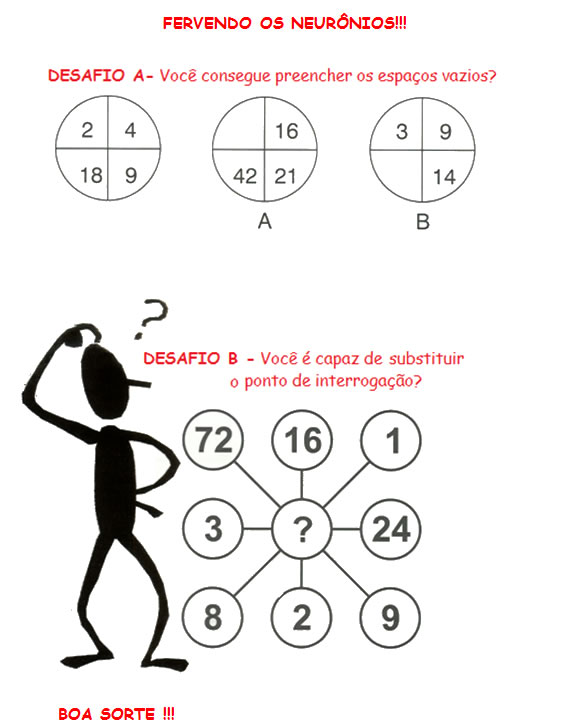 FERVENDO OS NEURÔNIOS!!!
DESAFIO A- Você consegue preencher os espaços vazios?
2 4 16 3 9
18 9 42 21 14
A B
?
DESAFIO B - Você é capaz de substituir
o ponto de interrogação?
72 16 1
3 ? 24
8 2 9
BOA SORTE !!!